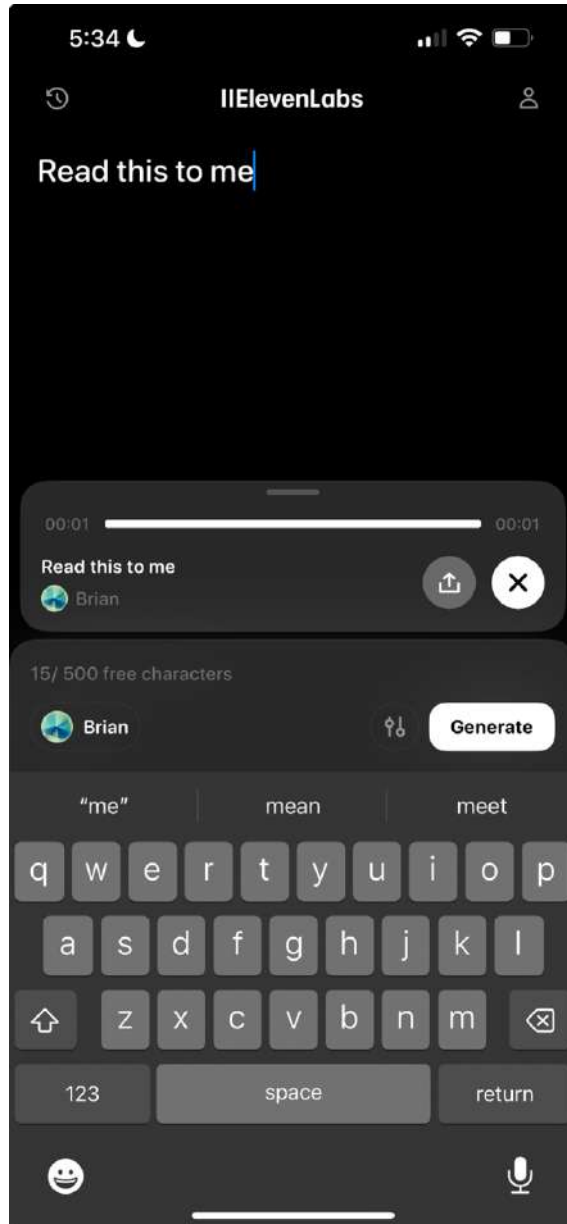 5:34
IIElevenLabs
Read this to me
00:01
00:01
Read this to me
Brian
15/ 500 free characters
Brian
Generate
“me”
mean
meet
q w e r t y u i o p
a s d f g h j k l
z x c v b n m
123
space
return